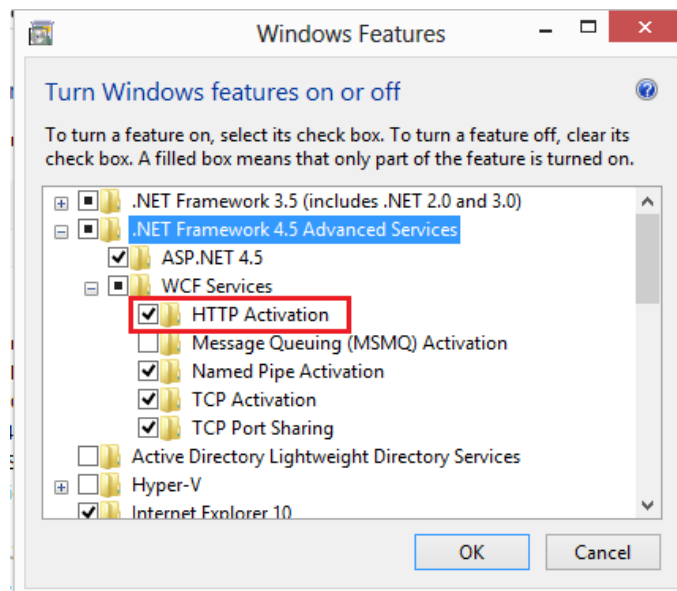 Windows Features
Turn Windows features on or off
To turn a feature on, select its check box. To turn a feature off, clear its
check box. A filled box means that only part of the feature is turned on.
.NET Framework 3.5 (includes .NET 2.0 and 3.0)
.NET Framework 4.5 Advanced Services
ASP.NET 4.5
WCF Services
HTTP Activation
Message Queuing (MSMQ) Activation
Named Pipe Activation
TCP Activation
TCP Port Sharing
Active Directory Lightweight Directory Services
Hyper-V
Internet Explorer 10
OK
Cancel